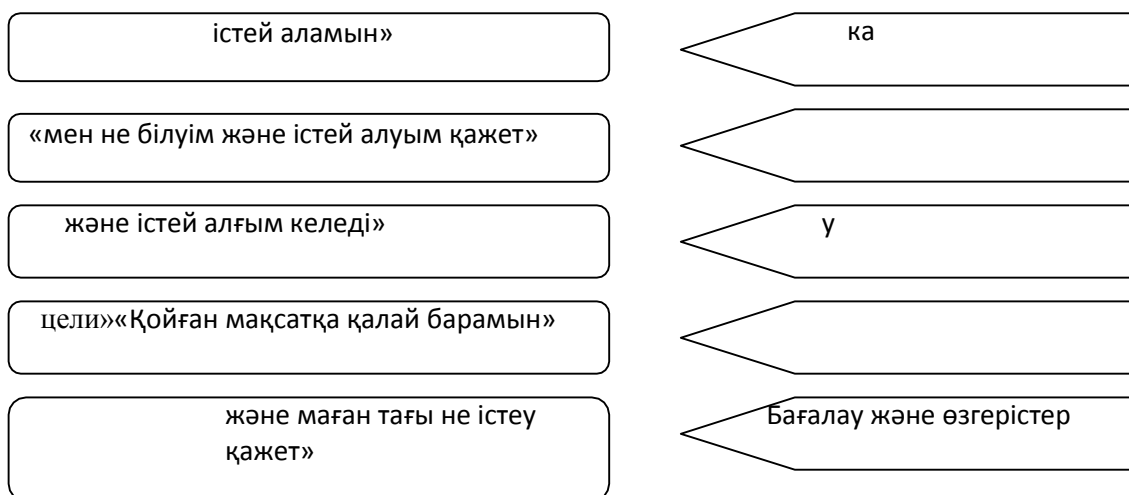 істей аламын»
ка
«мен не білуім және істей алуым қажет»
және істей алғым келеді»
у
цели»«Қойған мақсатқа қалай барамын»
және маған тағы не істеу
қажет»
Бағалау және өзгерістер